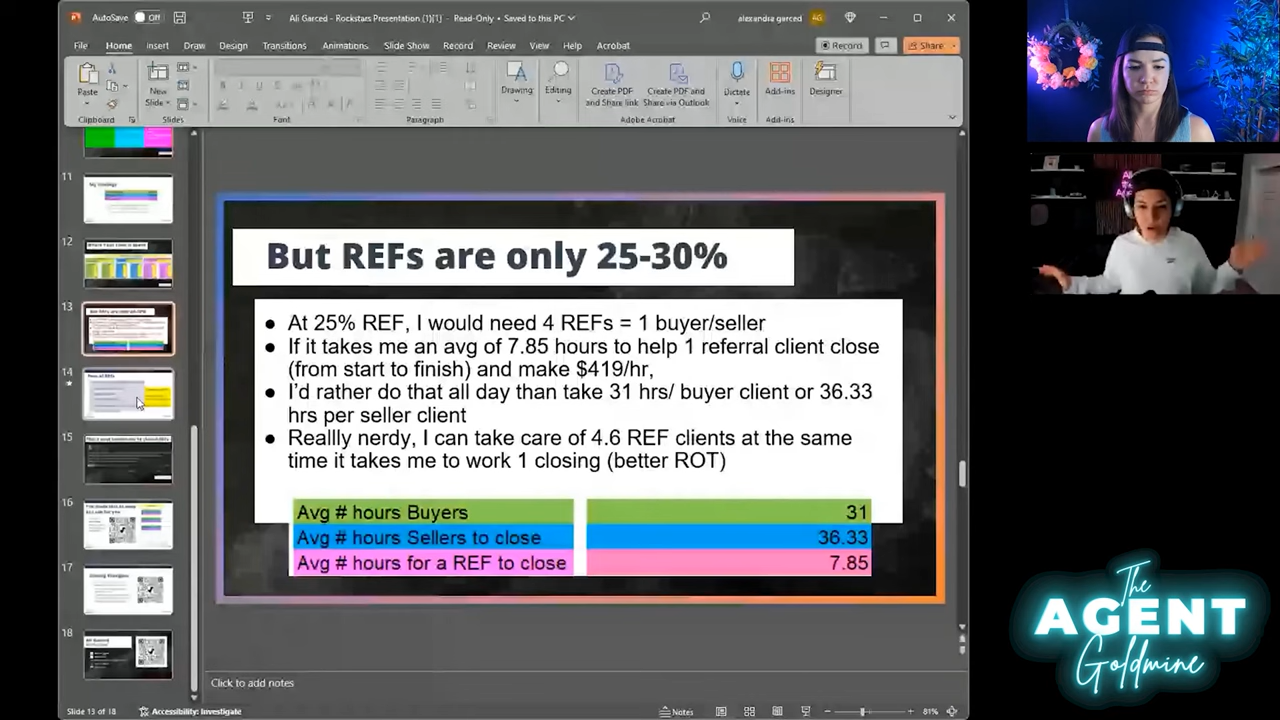 AutoSave Off
Ali Garced - Rockstars Presentation (1)[1] - Read-Only • Saved to this PC
alexandra garced AG
File Home Insert Draw Design Transitions Animations Slide Show Record Review View Help Acrobat
Record Share
Paste
New
Slide
Drawing
Editing
Create PDF
and Share link
Create PDF and
Share via Outlook
Dictate
Add-ins
Designer
Clipboard Slides Font Paragraph Adobe Acrobat Voice Add-ins
11
12
13
14
15
16
17
18
But REFs are only 25-30%
● At 25% REF, I would need 4 REFs = 1 buyer/seller
● If it takes me an avg of 7.85 hours to help 1 referral client close
(from start to finish) and make $419/hr,
● I'd rather do that all day than take 31 hrs/ buyer client or 36.33
hrs per seller client
● Reallly nerdy, I can take care of 4.6 REF clients at the same
time it takes me to work 1 closing (better ROT)
Avg # hours Buyers 31
Avg # hours Sellers to close 36.33
Avg # hours for a REF to close 7.85
Click to add notes
Slide 13 of 18 Accessibility: Investigate Notes 81%
The
AGENT
Goldmine